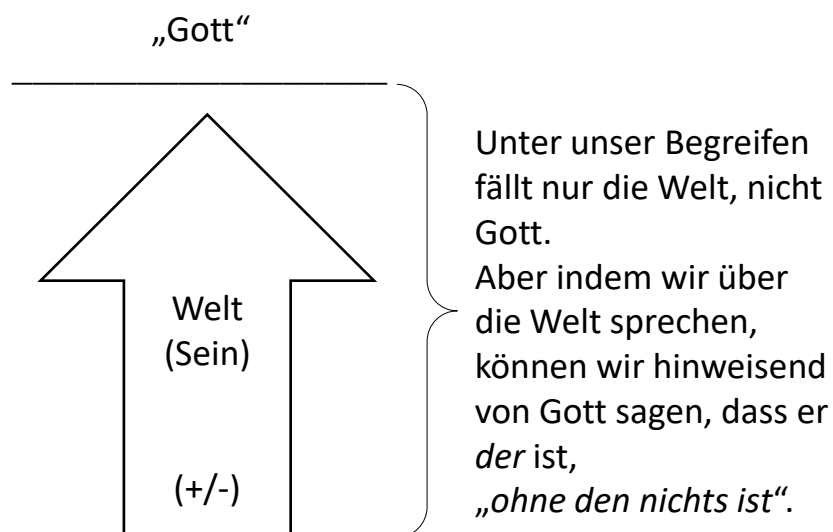 „Gott“
Welt
(Sein)
(+/-)
Unter unser Begreifen
fällt nur die Welt, nicht
Gott.
Aber indem wir über
die Welt sprechen,
können wir hinweisend
von Gott sagen, dass er
der ist,
„ohne den nichts ist“.